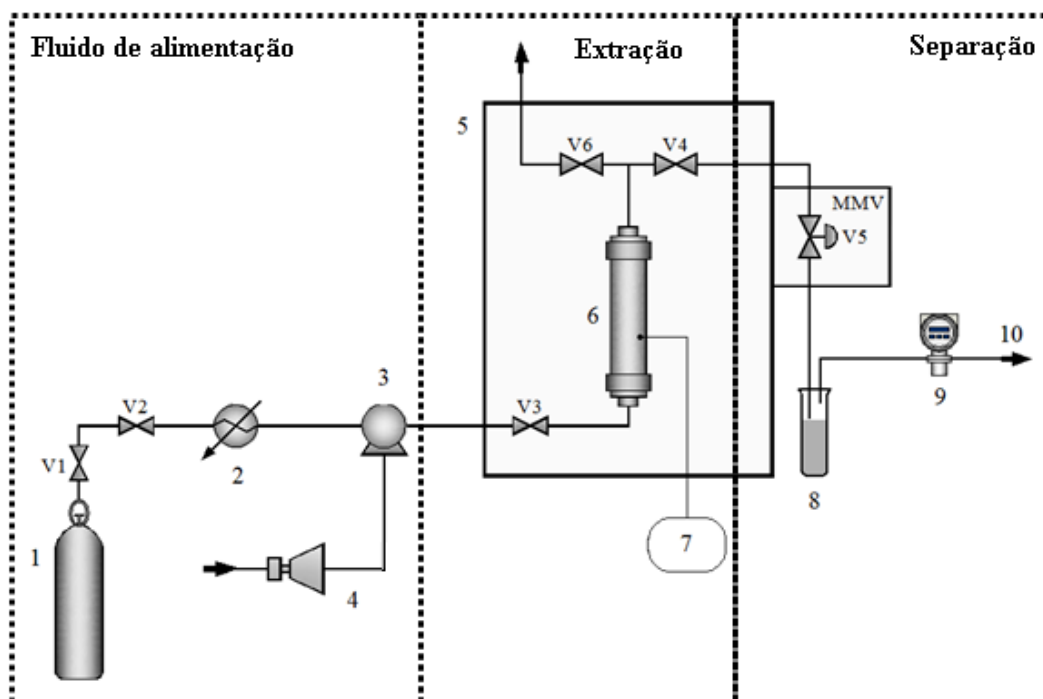 Fluido de alimentação
Extração
Separação
5
V6
V4
MMV
V5
6
10
3
9
V2
V3
V1
2
8
1
7
4